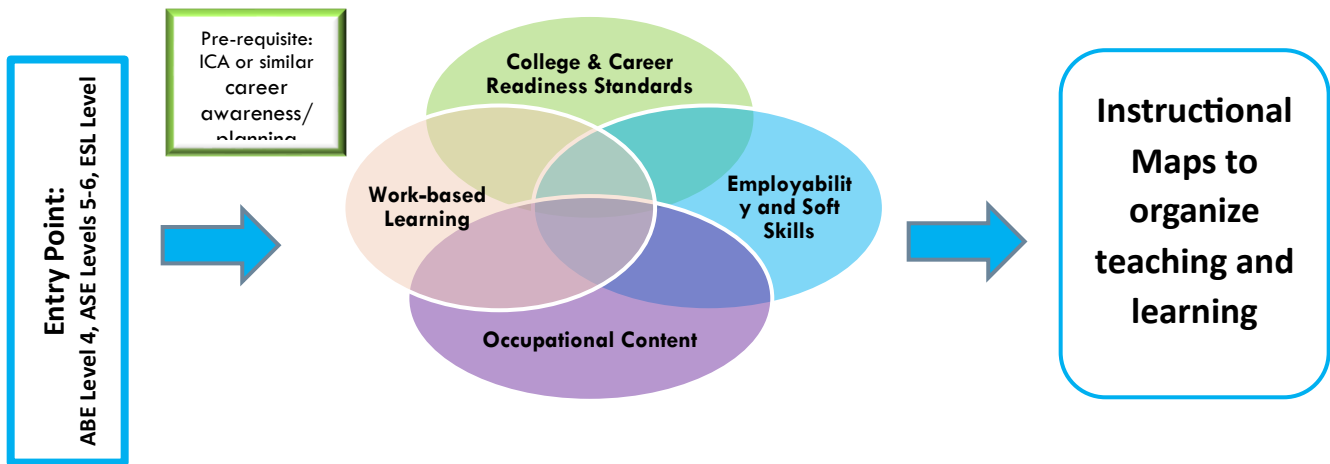 Entry Point:
ABE Level 4, ASE Levels 5-6, ESL Level
Pre-requisite:
ICA or similar
career
awareness/
planning
College & Career
Readiness Standards
Work-based
Learning
Employabilit
y and Soft
Skills
Occupational Content
Instructional
Maps to
organize
teaching and
learning